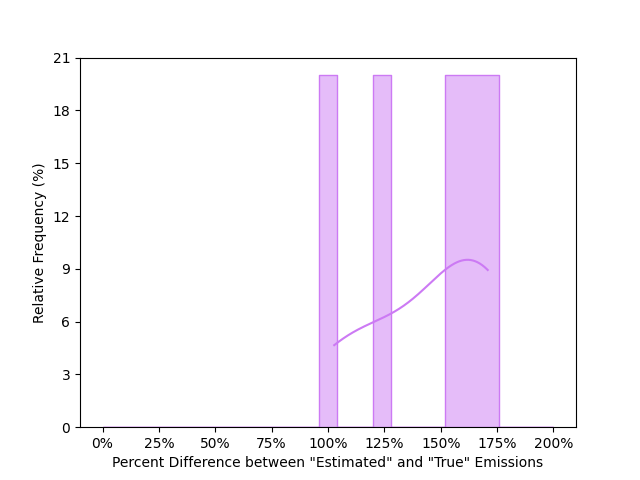 21
18
15
12
9
6
3
0
Relative Frequency (%)
0% 25% 50% 75% 100% 125% 150% 175% 200%
Percent Difference between "Estimated" and "True" Emissions